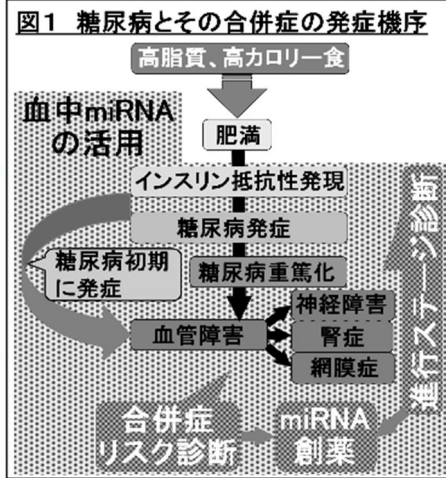 図1 糖尿病とその合併症の発症機序
高脂質、高カロリー食
血中miRNA
の活用
肥満
インスリン抵抗性発現
糖尿病発症
糖尿病初期
に発症
糖尿病重篤化
血管障害
神経障害
腎症
網膜症
進行ステージ診断
合併症
リスク診断
miRNA
創薬